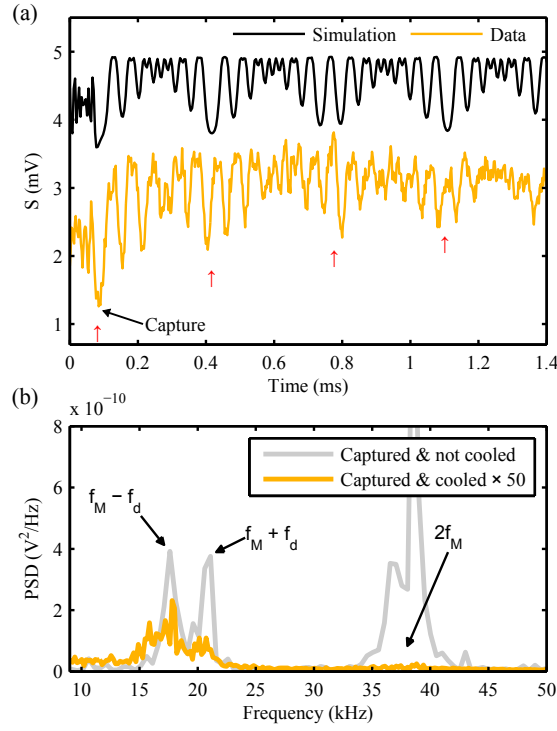 (a)
Simulation Data
5
4
3
2
1
S (mV)
↑ ↑ ↑ ↑
Capture
0 0.2 0.4 0.6 0.8 1 1.2 1.4
Time (ms)
(b)
x 10⁻¹⁰
8
6
4
2
0
PSD (V²/Hz)
Captured & not cooled
Captured & cooled × 50
f_M − f_d
f_M + f_d
2f_M
10 15 20 25 30 35 40 45 50
Frequency (kHz)